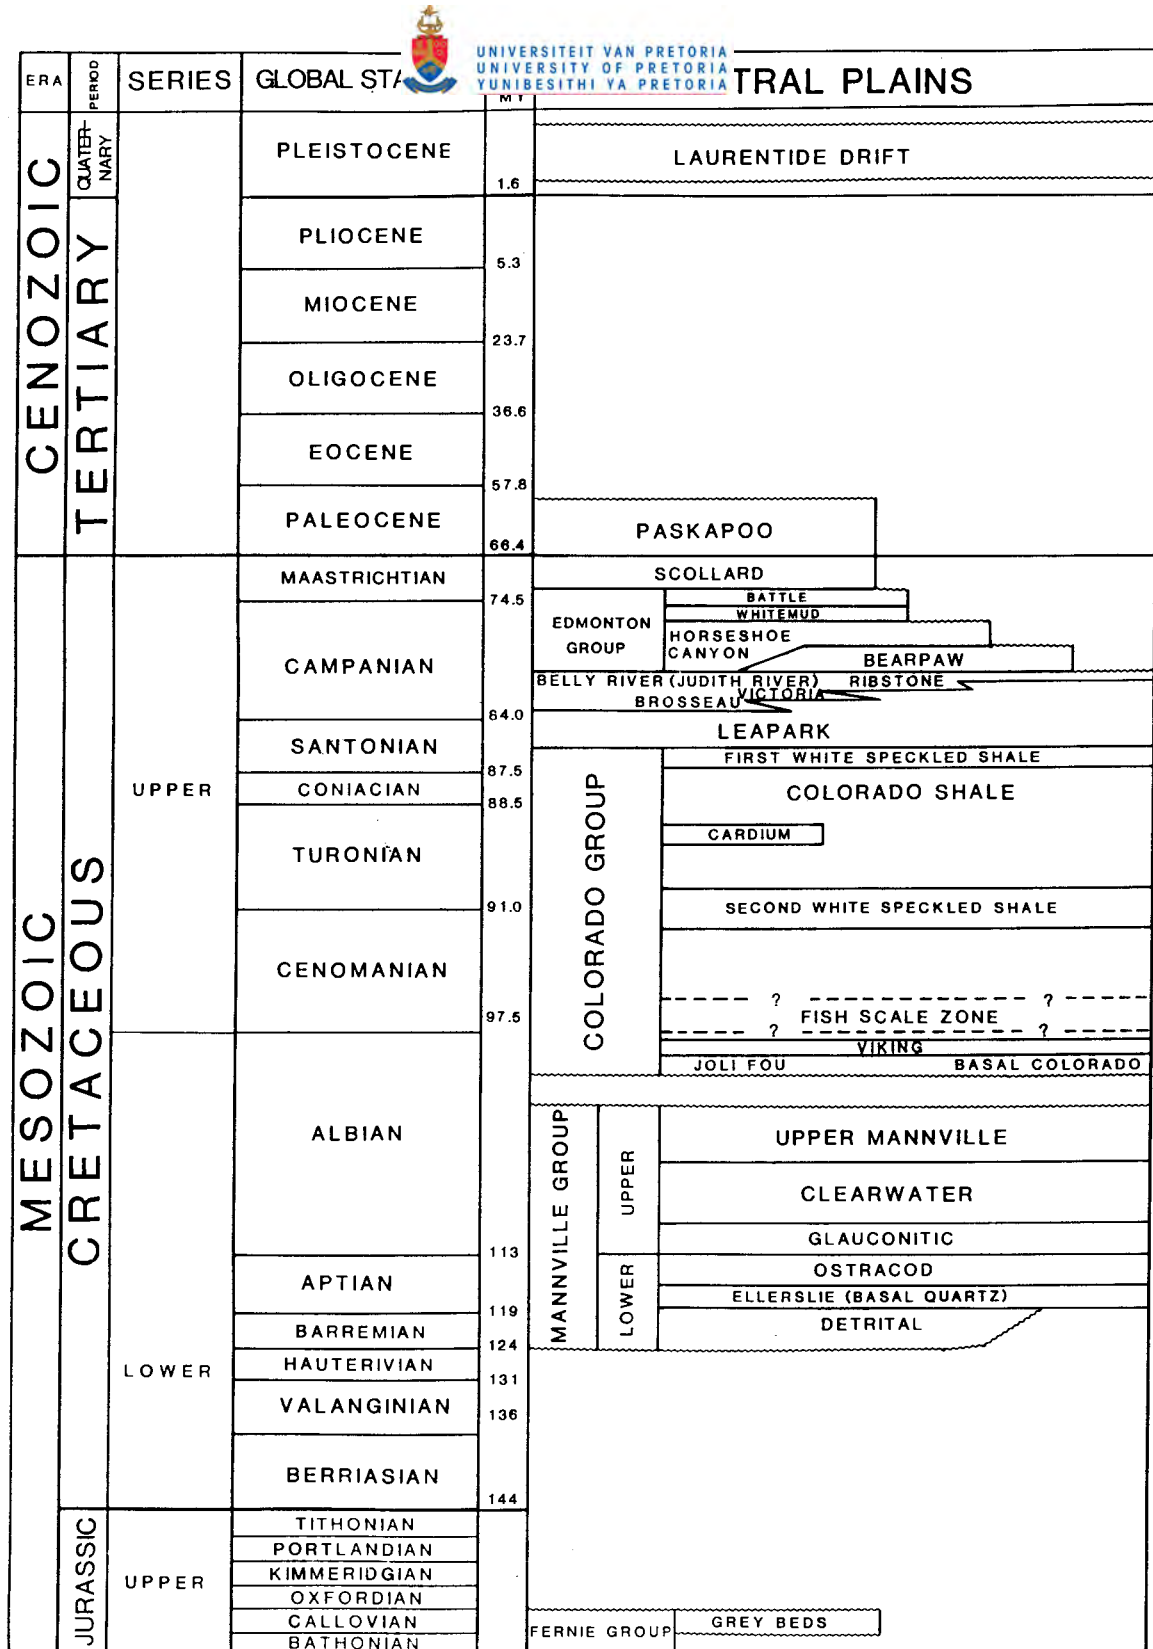 UNIVERSITEIT VAN PRETORIA
UNIVERSITY OF PRETORIA
YUNIBESITHI YA PRETORIA
ERA
PERIOD
SERIES
GLOBAL STA
MY
TRAL PLAINS
CENOZOIC
QUATER-
NARY
PLEISTOCENE
1.6
LAURENTIDE DRIFT
TERTIARY
PLIOCENE
5.3
MIOCENE
23.7
OLIGOCENE
36.6
EOCENE
57.8
PALEOCENE
66.4
PASKAPOO
MESOZOIC
CRETACEOUS
UPPER
MAASTRICHTIAN
74.5
SCOLLARD
EDMONTON
GROUP
BATTLE
WHITEMUD
HORSESHOE
CANYON
BEARPAW
CAMPANIAN
84.0
BELLY RIVER (JUDITH RIVER)
RIBSTONE
VICTORIA
BROSSEAU
LEAPARK
SANTONIAN
87.5
COLORADO GROUP
FIRST WHITE SPECKLED SHALE
CONIACIAN
88.5
COLORADO SHALE
CARDIUM
TURONIAN
91.0
SECOND WHITE SPECKLED SHALE
CENOMANIAN
97.5
? ?
FISH SCALE ZONE
? ?
VIKING
JOLI FOU
BASAL COLORADO
LOWER
ALBIAN
113
MANNVILLE GROUP
UPPER
UPPER MANNVILLE
CLEARWATER
GLAUCONITIC
LOWER
OSTRACOD
ELLERSLIE (BASAL QUARTZ)
DETRITAL
APTIAN
119
BARREMIAN
124
HAUTERIVIAN
131
VALANGINIAN
136
BERRIASIAN
144
JURASSIC
UPPER
TITHONIAN
PORTLANDIAN
KIMMERIDGIAN
OXFORDIAN
CALLOVIAN
BATHONIAN
FERNIE GROUP
GREY BEDS